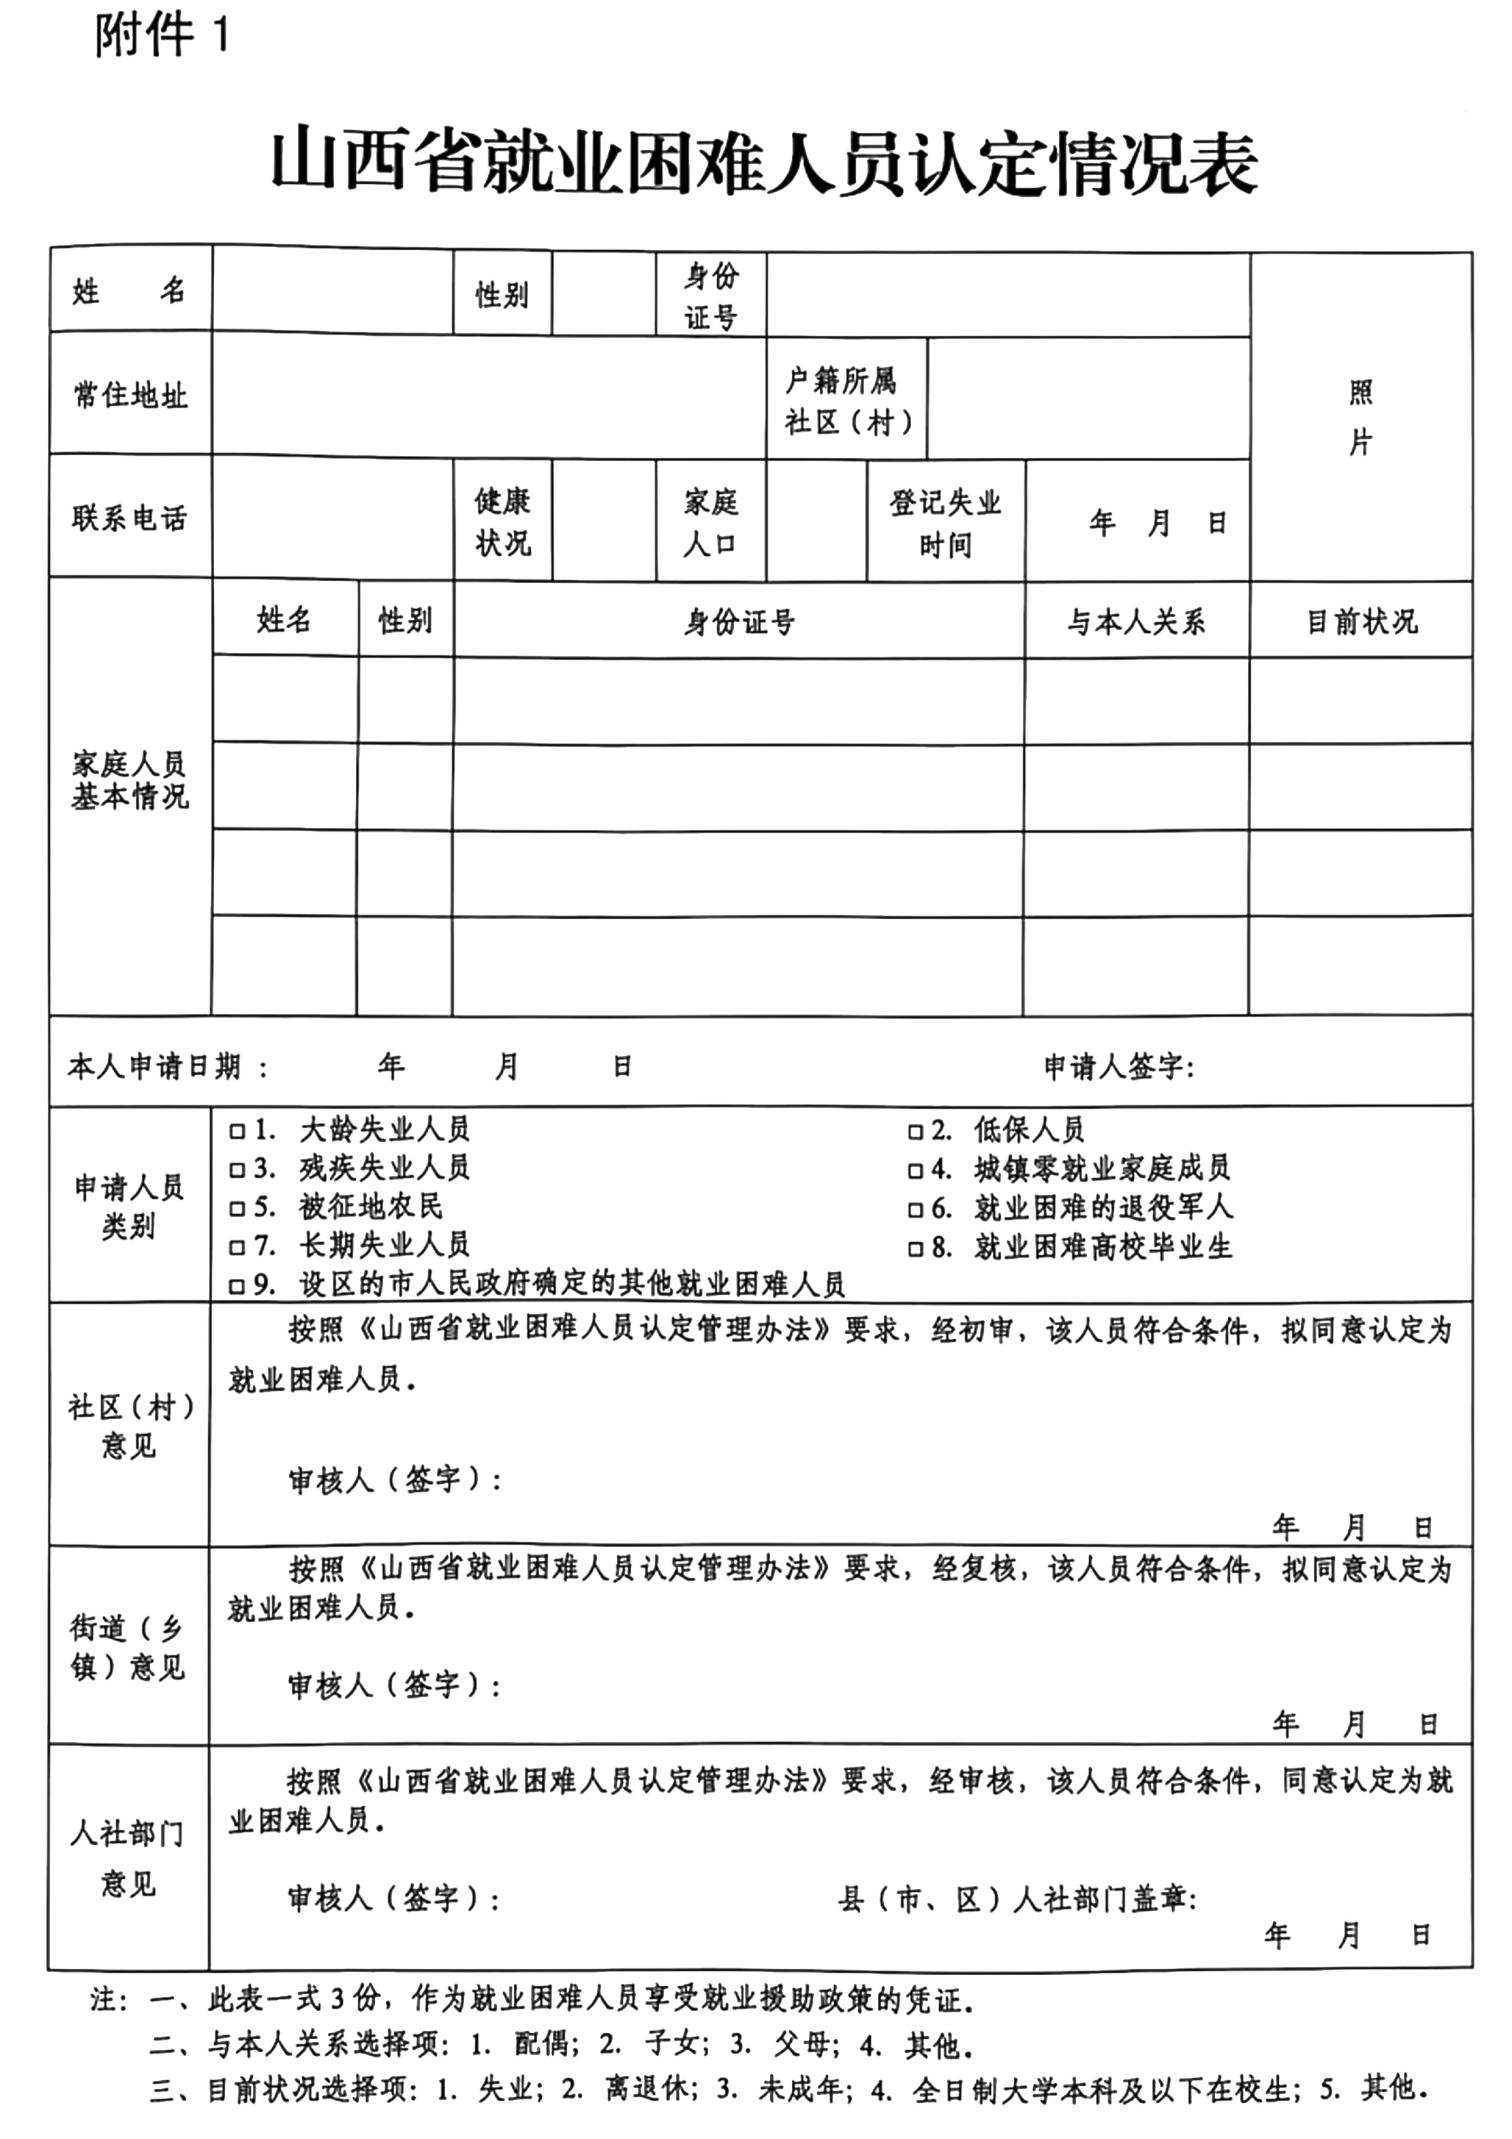 附件 1
山西省就业困难人员认定情况表
姓 名
性别
身份
证号
照
片
常住地址
户籍所属
社区（村）
联系电话
健康
状况
家庭
人口
登记失业
时间
年 月 日
家庭人员
基本情况
姓名 性别 身份证号 与本人关系 目前状况
本人申请日期： 年 月 日 申请人签字：
申请人员
类别
□1. 大龄失业人员 □2. 低保人员
□3. 残疾失业人员 □4. 城镇零就业家庭成员
□5. 被征地农民 □6. 就业困难的退役军人
□7. 长期失业人员 □8. 就业困难高校毕业生
□9. 设区的市人民政府确定的其他就业困难人员
社区（村）
意见
按照《山西省就业困难人员认定管理办法》要求，经初审，该人员符合条件，拟同意认定为
就业困难人员.
审核人（签字）：
年 月 日
街道（乡
镇）意见
按照《山西省就业困难人员认定管理办法》要求，经复核，该人员符合条件，拟同意认定为
就业困难人员.
审核人（签字）：
年 月 日
人社部门
意见
按照《山西省就业困难人员认定管理办法》要求，经审核，该人员符合条件，同意认定为就
业困难人员.
审核人（签字）： 县（市、区）人社部门盖章：
年 月 日
注：一、此表一式 3 份，作为就业困难人员享受就业援助政策的凭证.
二、与本人关系选择项：1. 配偶；2. 子女；3. 父母；4. 其他.
三、目前状况选择项：1. 失业；2. 离退休；3. 未成年；4. 全日制大学本科及以下在校生；5. 其他.